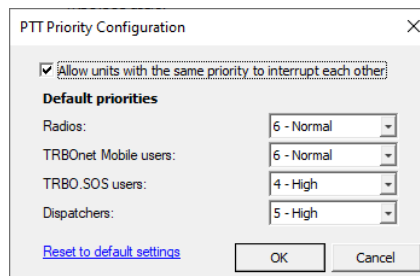 PTT Priority Configuration
Allow units with the same priority to interrupt each other
Default priorities
Radios: 6 - Normal
TRBOnet Mobile users: 6 - Normal
TRBO.SOS users: 4 - High
Dispatchers: 5 - High
Reset to default settings OK Cancel